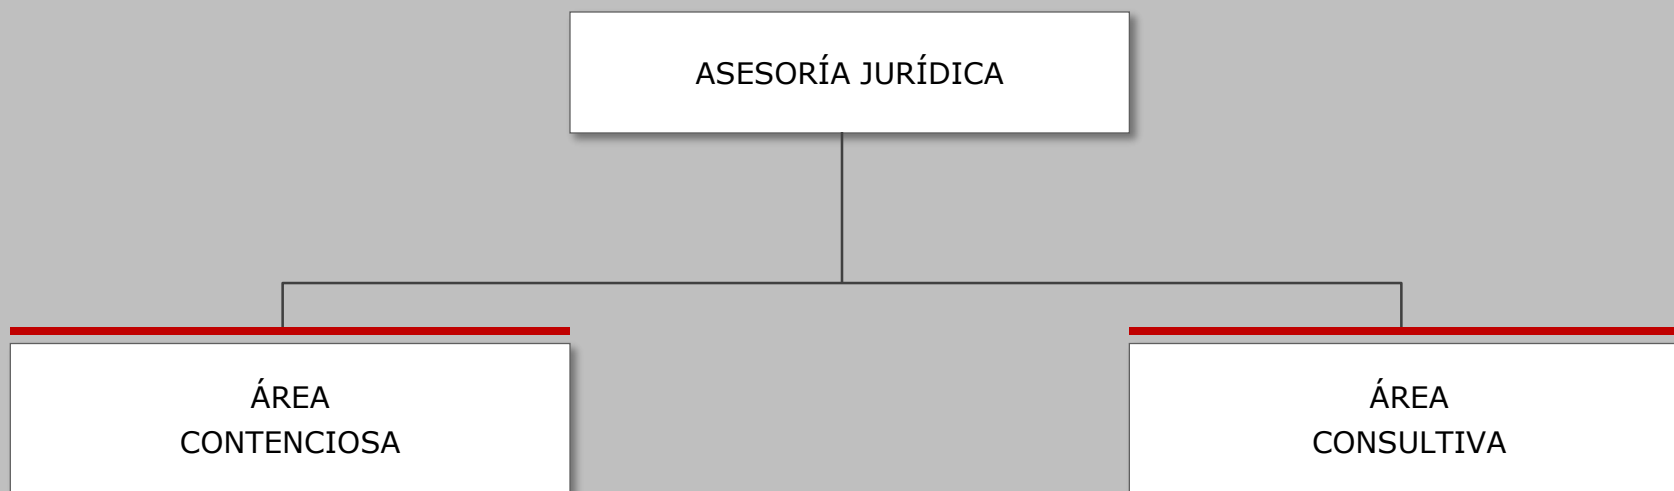 ASESORÍA JURÍDICA
ÁREA
CONTENCIOSA
ÁREA
CONSULTIVA